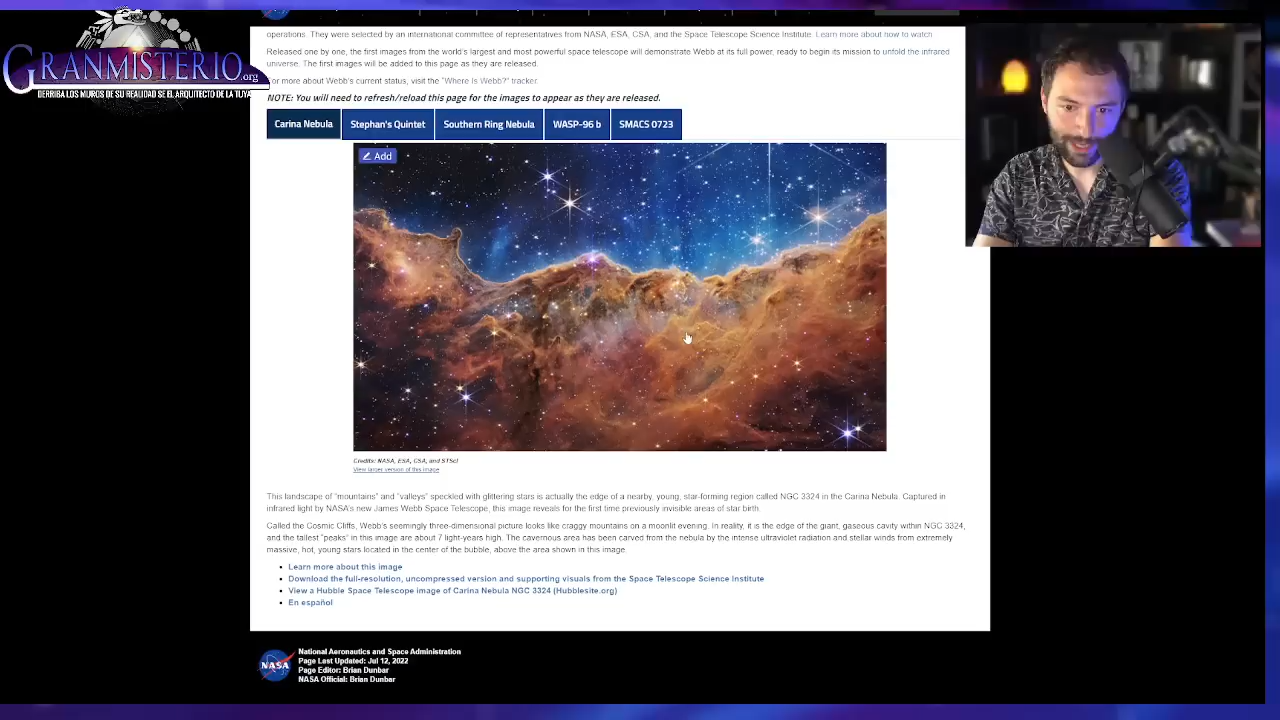 GRANMISTERIO.org
DERRIBA LOS MUROS DE SU REALIDAD SE EL ARQUITECTO DE LA TUYA
operations. They were selected by an international committee of representatives from NASA, ESA, CSA, and the Space Telescope Science Institute. Learn more about how to watch
Released one by one, the first images from the world's largest and most powerful space telescope will demonstrate Webb at its full power, ready to begin its mission to unfold the infrared
universe. The first images will be added to this page as they are released.
or more about Webb's current status, visit the "Where Is Webb?" tracker.
NOTE: You will need to refresh/reload this page for the images to appear as they are released.
Carina Nebula Stephan's Quintet Southern Ring Nebula WASP-96 b SMACS 0723
Add
Credits: NASA, ESA, CSA, and STScI
View larger version of this image
This landscape of "mountains" and "valleys" speckled with glittering stars is actually the edge of a nearby, young, star-forming region called NGC 3324 in the Carina Nebula. Captured in
infrared light by NASA's new James Webb Space Telescope, this image reveals for the first time previously invisible areas of star birth.
Called the Cosmic Cliffs, Webb's seemingly three-dimensional picture looks like craggy mountains on a moonlit evening. In reality, it is the edge of the giant, gaseous cavity within NGC 3324,
and the tallest "peaks" in this image are about 7 light-years high. The cavernous area has been carved from the nebula by the intense ultraviolet radiation and stellar winds from extremely
massive, hot, young stars located in the center of the bubble, above the area shown in this image.
Learn more about this image
Download the full-resolution, uncompressed version and supporting visuals from the Space Telescope Science Institute
View a Hubble Space Telescope image of Carina Nebula NGC 3324 (Hubblesite.org)
En español
NASA
National Aeronautics and Space Administration
Page Last Updated: Jul 12, 2022
Page Editor: Brian Dunbar
NASA Official: Brian Dunbar